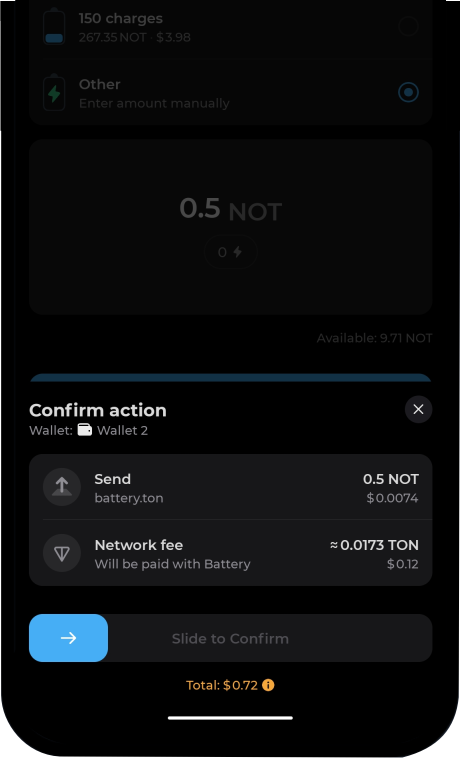 150 charges
267.35 NOT · $3.98
Other
Enter amount manually
0.5 NOT
0
Available: 9.71 NOT
Confirm action
Wallet: Wallet 2
Send 0.5 NOT
battery.ton $0.0074
Network fee ≈0.0173 TON
Will be paid with Battery $0.12
Slide to Confirm
Total: $0.72